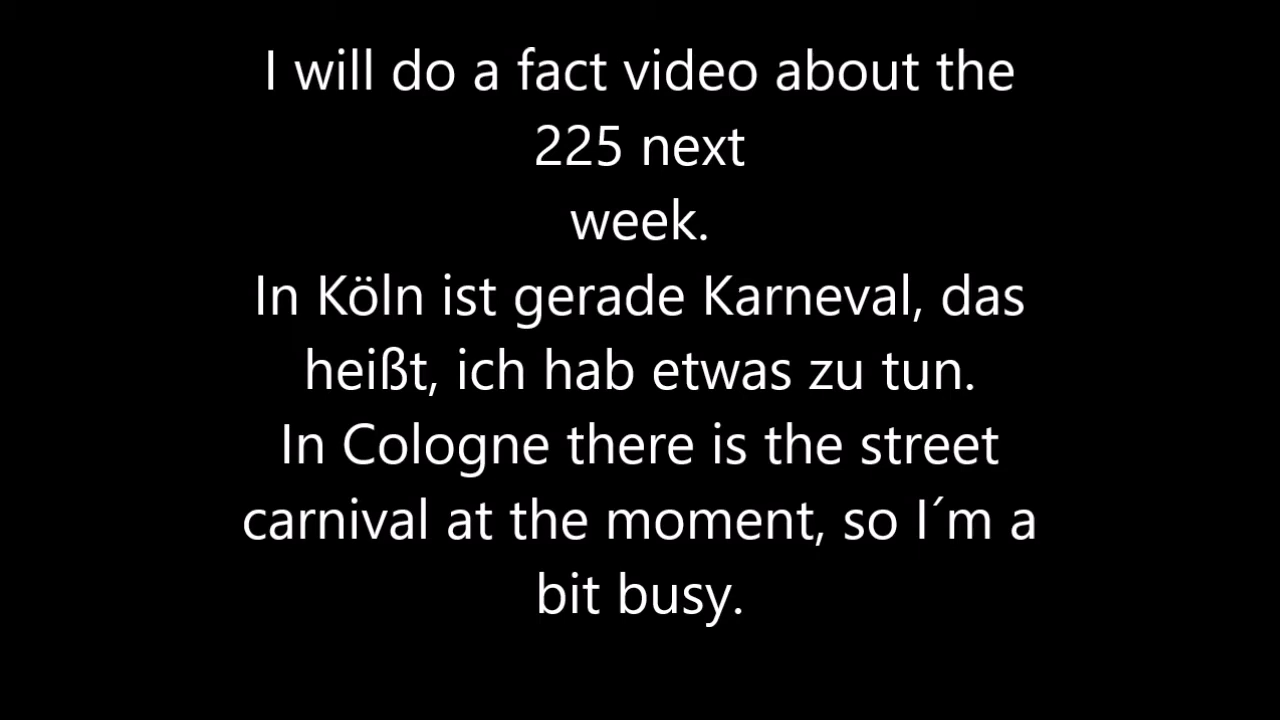 I will do a fact video about the
225 next
week.
In Köln ist gerade Karneval, das
heißt, ich hab etwas zu tun.
In Cologne there is the street
carnival at the moment, so I´m a
bit busy.